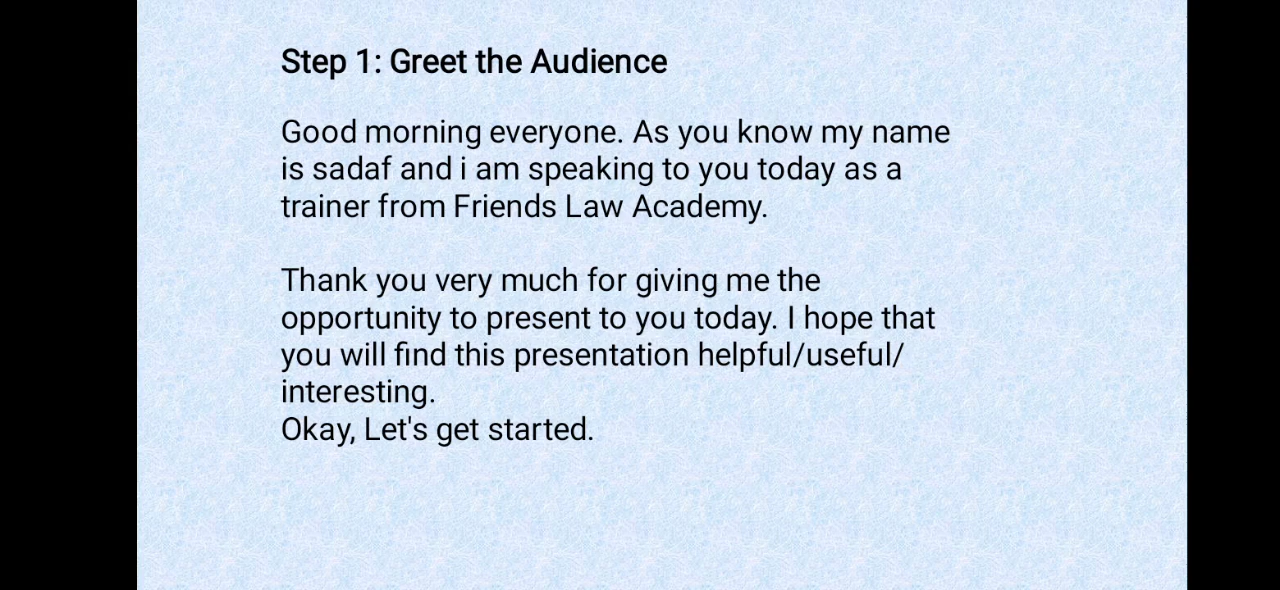 Step 1: Greet the Audience
Good morning everyone. As you know my name
is sadaf and i am speaking to you today as a
trainer from Friends Law Academy.
Thank you very much for giving me the
opportunity to present to you today. I hope that
you will find this presentation helpful/useful/
interesting.
Okay, Let's get started.